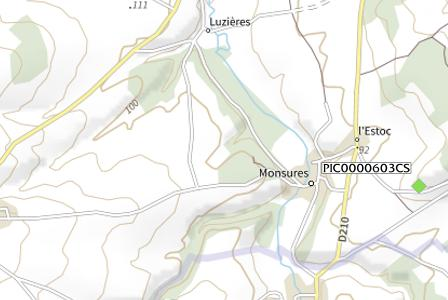 .111
Luzières
100
l'Estoc
92
PIC0000603CS
Monsures
D210